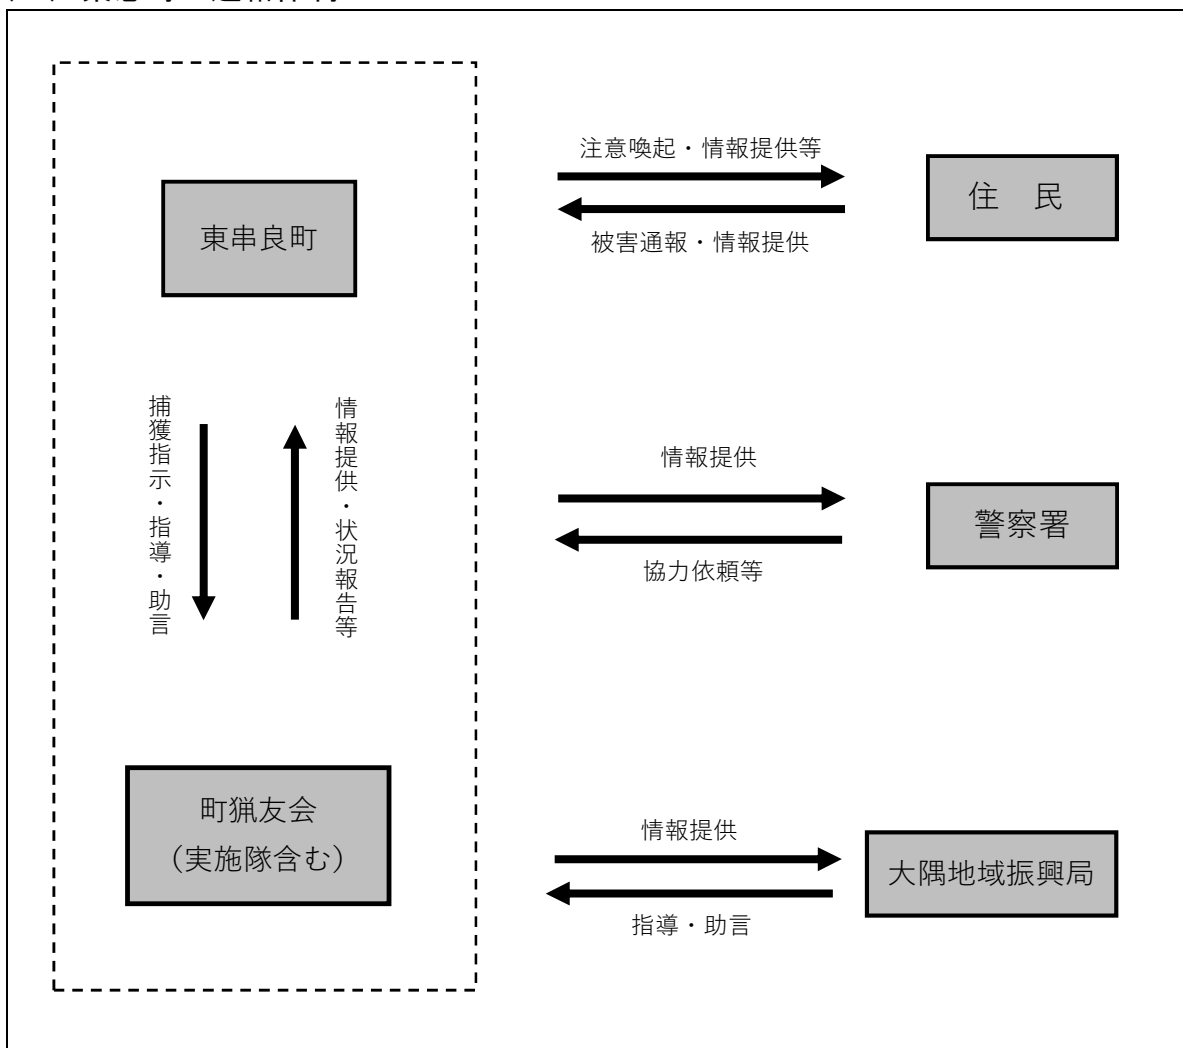 注意喚起・情報提供等
住　民
東串良町
被害通報・情報提供
捕獲指示・指導・助言
情報提供・状況報告等
情報提供
警察署
協力依頼等
町猟友会
（実施隊含む）
情報提供
大隅地域振興局
指導・助言